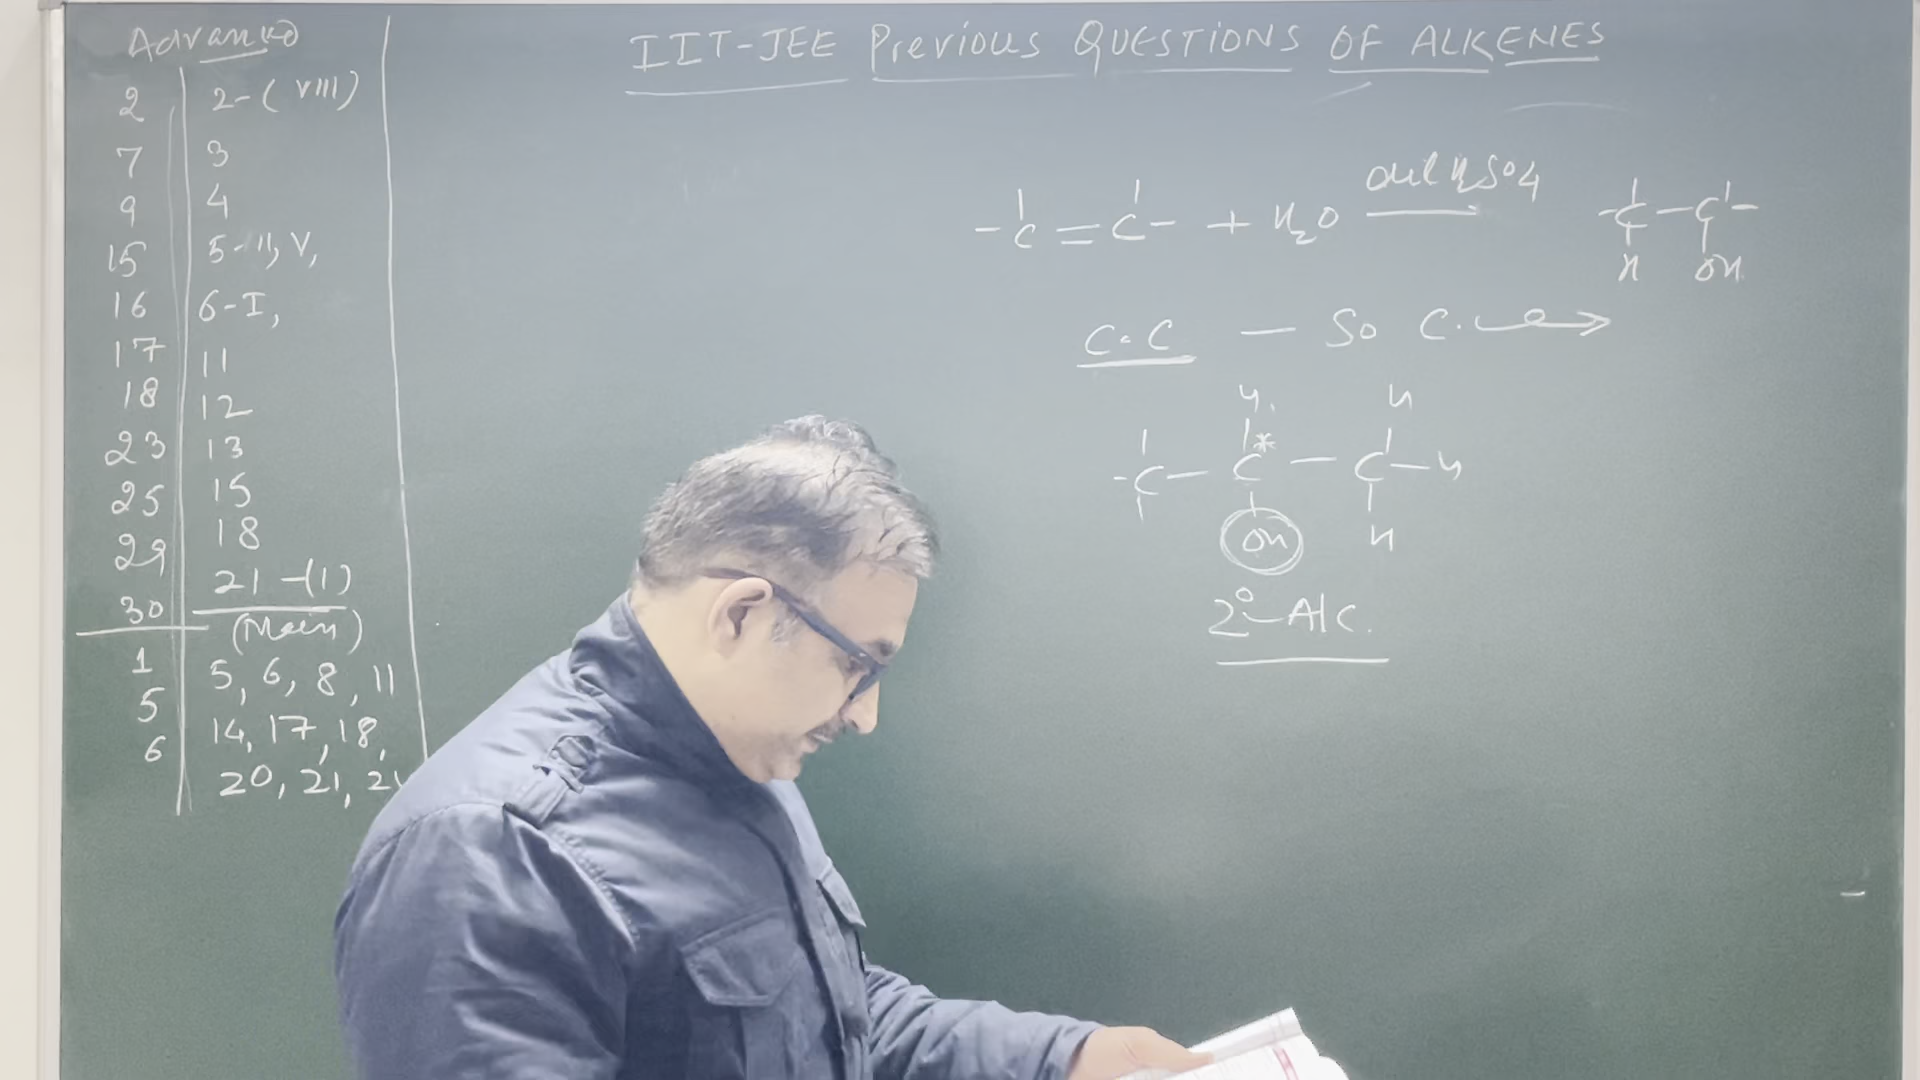 Advanced
IIT-JEE Previous QUESTIONS OF ALKENES
2 2-(VIII)
7 3
9 4
15 5-II, V,
16 6-I,
17 11
18 12
23 13
25 15
29 18
30 21-(1)
(Main)
1 5, 6, 8, 11
5 14, 17, 18,
6 20, 21,
-C=C- + H2O dil H2SO4 -C-C-
H OH
C=C — So C.
H H
-C-C*-C-H
OH H
2°-Alc.